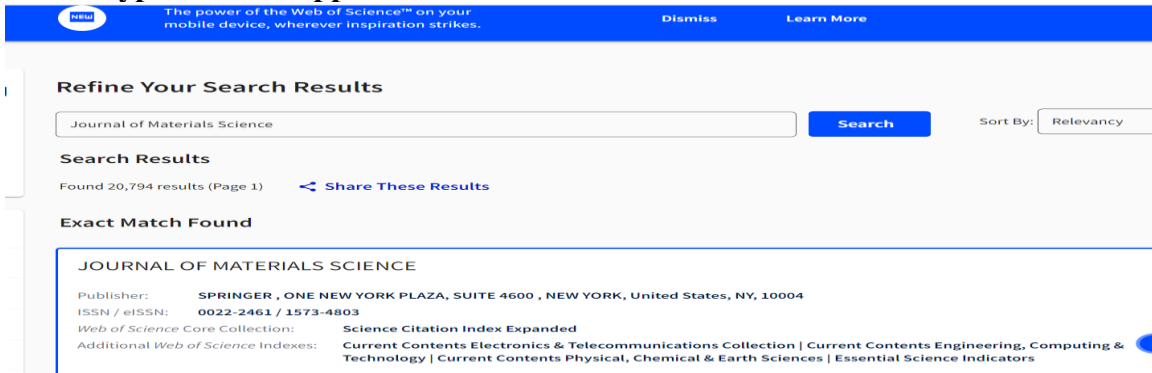 NEW
The power of the Web of Science™ on your
mobile device, wherever inspiration strikes.
Dismiss
Learn More
Refine Your Search Results
Journal of Materials Science
Search
Sort By:
Relevancy
Search Results
Found 20,794 results (Page 1)
Share These Results
Exact Match Found
JOURNAL OF MATERIALS SCIENCE
Publisher: SPRINGER , ONE NEW YORK PLAZA, SUITE 4600 , NEW YORK, United States, NY, 10004
ISSN / eISSN: 0022-2461 / 1573-4803
Web of Science Core Collection: Science Citation Index Expanded
Additional Web of Science Indexes: Current Contents Electronics & Telecommunications Collection | Current Contents Engineering, Computing &
Technology | Current Contents Physical, Chemical & Earth Sciences | Essential Science Indicators